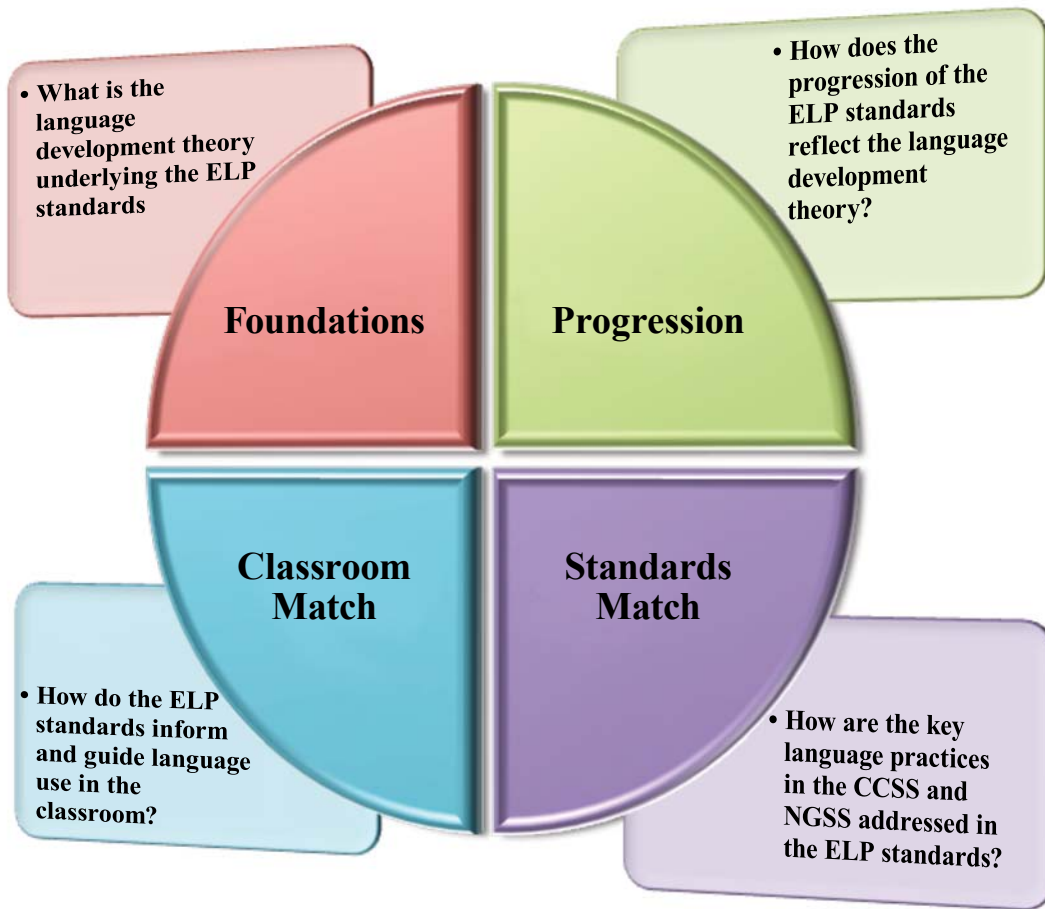 • What is the
language
development theory
underlying the ELP
standards
• How does the
progression of the
ELP standards
reflect the language
development
theory?
Foundations
Progression
Classroom
Match
Standards
Match
• How do the ELP
standards inform
and guide language
use in the
classroom?
• How are the key
language practices
in the CCSS and
NGSS addressed in
the ELP standards?